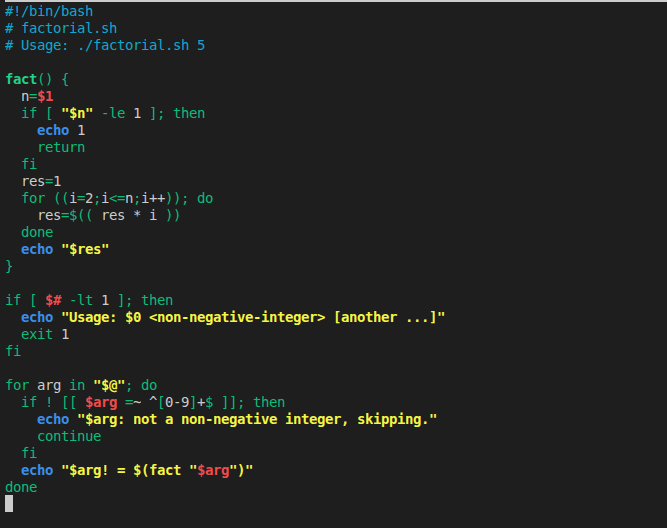 #!/bin/bash
# factorial.sh
# Usage: ./factorial.sh 5

fact() {
  n=$1
  if [ "$n" -le 1 ]; then
    echo 1
    return
  fi
  res=1
  for ((i=2;i<=n;i++)); do
    res=$(( res * i ))
  done
  echo "$res"
}

if [ $# -lt 1 ]; then
  echo "Usage: $0 <non-negative-integer> [another ...]"
  exit 1
fi

for arg in "$@"; do
  if ! [[ $arg =~ ^[0-9]+$ ]]; then
    echo "$arg: not a non-negative integer, skipping."
    continue
  fi
  echo "$arg! = $(fact "$arg")"
done